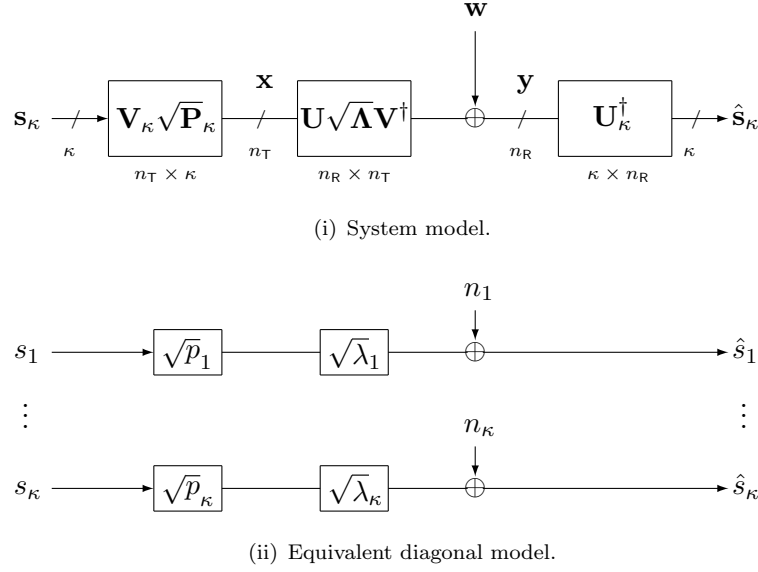 w
x
y
s_κ
V_κ√P_κ
U√ΛV†
⊕
U_κ†
ŝ_κ
κ
n_T
n_R
κ
n_T × κ
n_R × n_T
κ × n_R
(i) System model.
n_1
s_1
√p_1
√λ_1
⊕
ŝ_1
⋮
⋮
n_κ
s_κ
√p_κ
√λ_κ
⊕
ŝ_κ
(ii) Equivalent diagonal model.